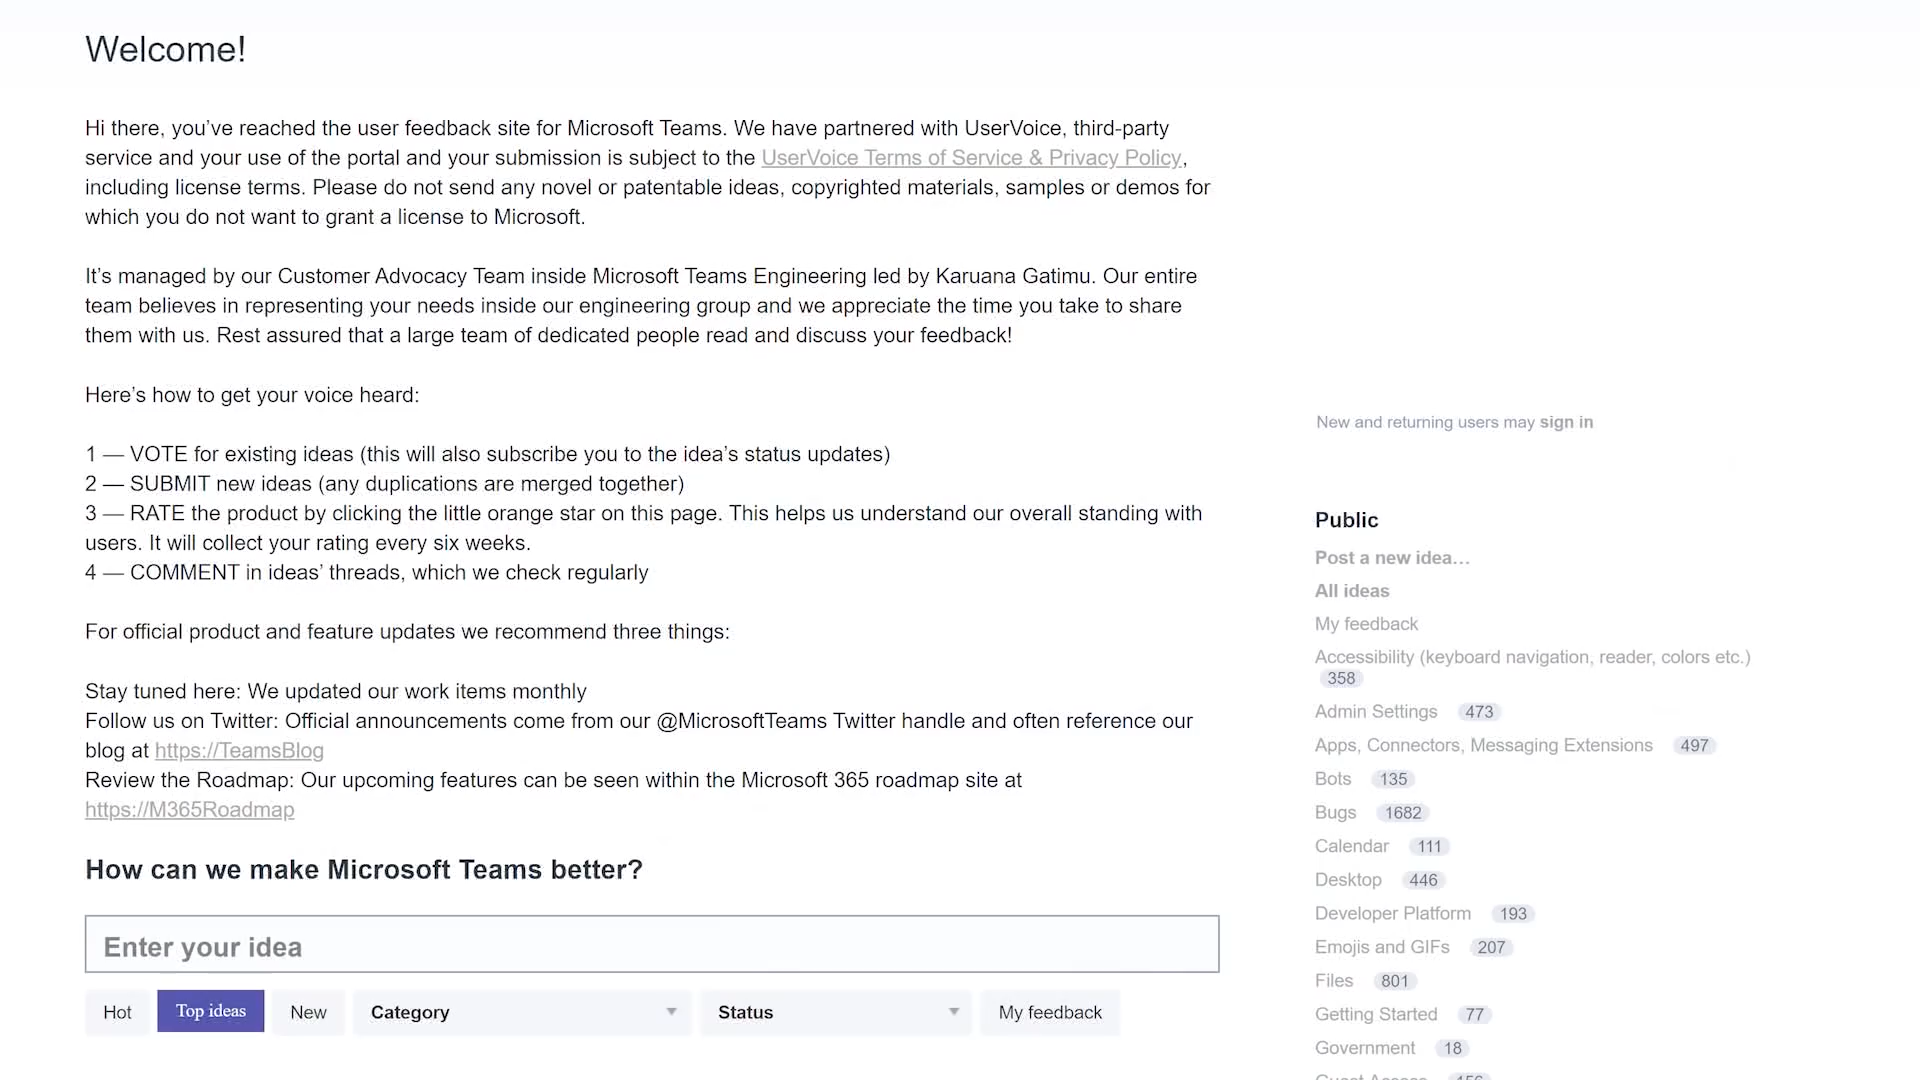 Welcome!
Hi there, you’ve reached the user feedback site for Microsoft Teams. We have partnered with UserVoice, third-party
service and your use of the portal and your submission is subject to the UserVoice Terms of Service & Privacy Policy,
including license terms. Please do not send any novel or patentable ideas, copyrighted materials, samples or demos for
which you do not want to grant a license to Microsoft.
It’s managed by our Customer Advocacy Team inside Microsoft Teams Engineering led by Karuana Gatimu. Our entire
team believes in representing your needs inside our engineering group and we appreciate the time you take to share
them with us. Rest assured that a large team of dedicated people read and discuss your feedback!
Here’s how to get your voice heard:
1 — VOTE for existing ideas (this will also subscribe you to the idea’s status updates)
2 — SUBMIT new ideas (any duplications are merged together)
3 — RATE the product by clicking the little orange star on this page. This helps us understand our overall standing with
users. It will collect your rating every six weeks.
4 — COMMENT in ideas’ threads, which we check regularly
For official product and feature updates we recommend three things:
Stay tuned here: We updated our work items monthly
Follow us on Twitter: Official announcements come from our @MicrosoftTeams Twitter handle and often reference our
blog at https://TeamsBlog
Review the Roadmap: Our upcoming features can be seen within the Microsoft 365 roadmap site at
https://M365Roadmap
How can we make Microsoft Teams better?
Enter your idea
Hot Top ideas New Category Status My feedback
New and returning users may sign in
Public
Post a new idea…
All ideas
My feedback
Accessibility (keyboard navigation, reader, colors etc.)
358
Admin Settings 473
Apps, Connectors, Messaging Extensions 497
Bots 135
Bugs 1682
Calendar 111
Desktop 446
Developer Platform 193
Emojis and GIFs 207
Files 801
Getting Started 77
Government 18